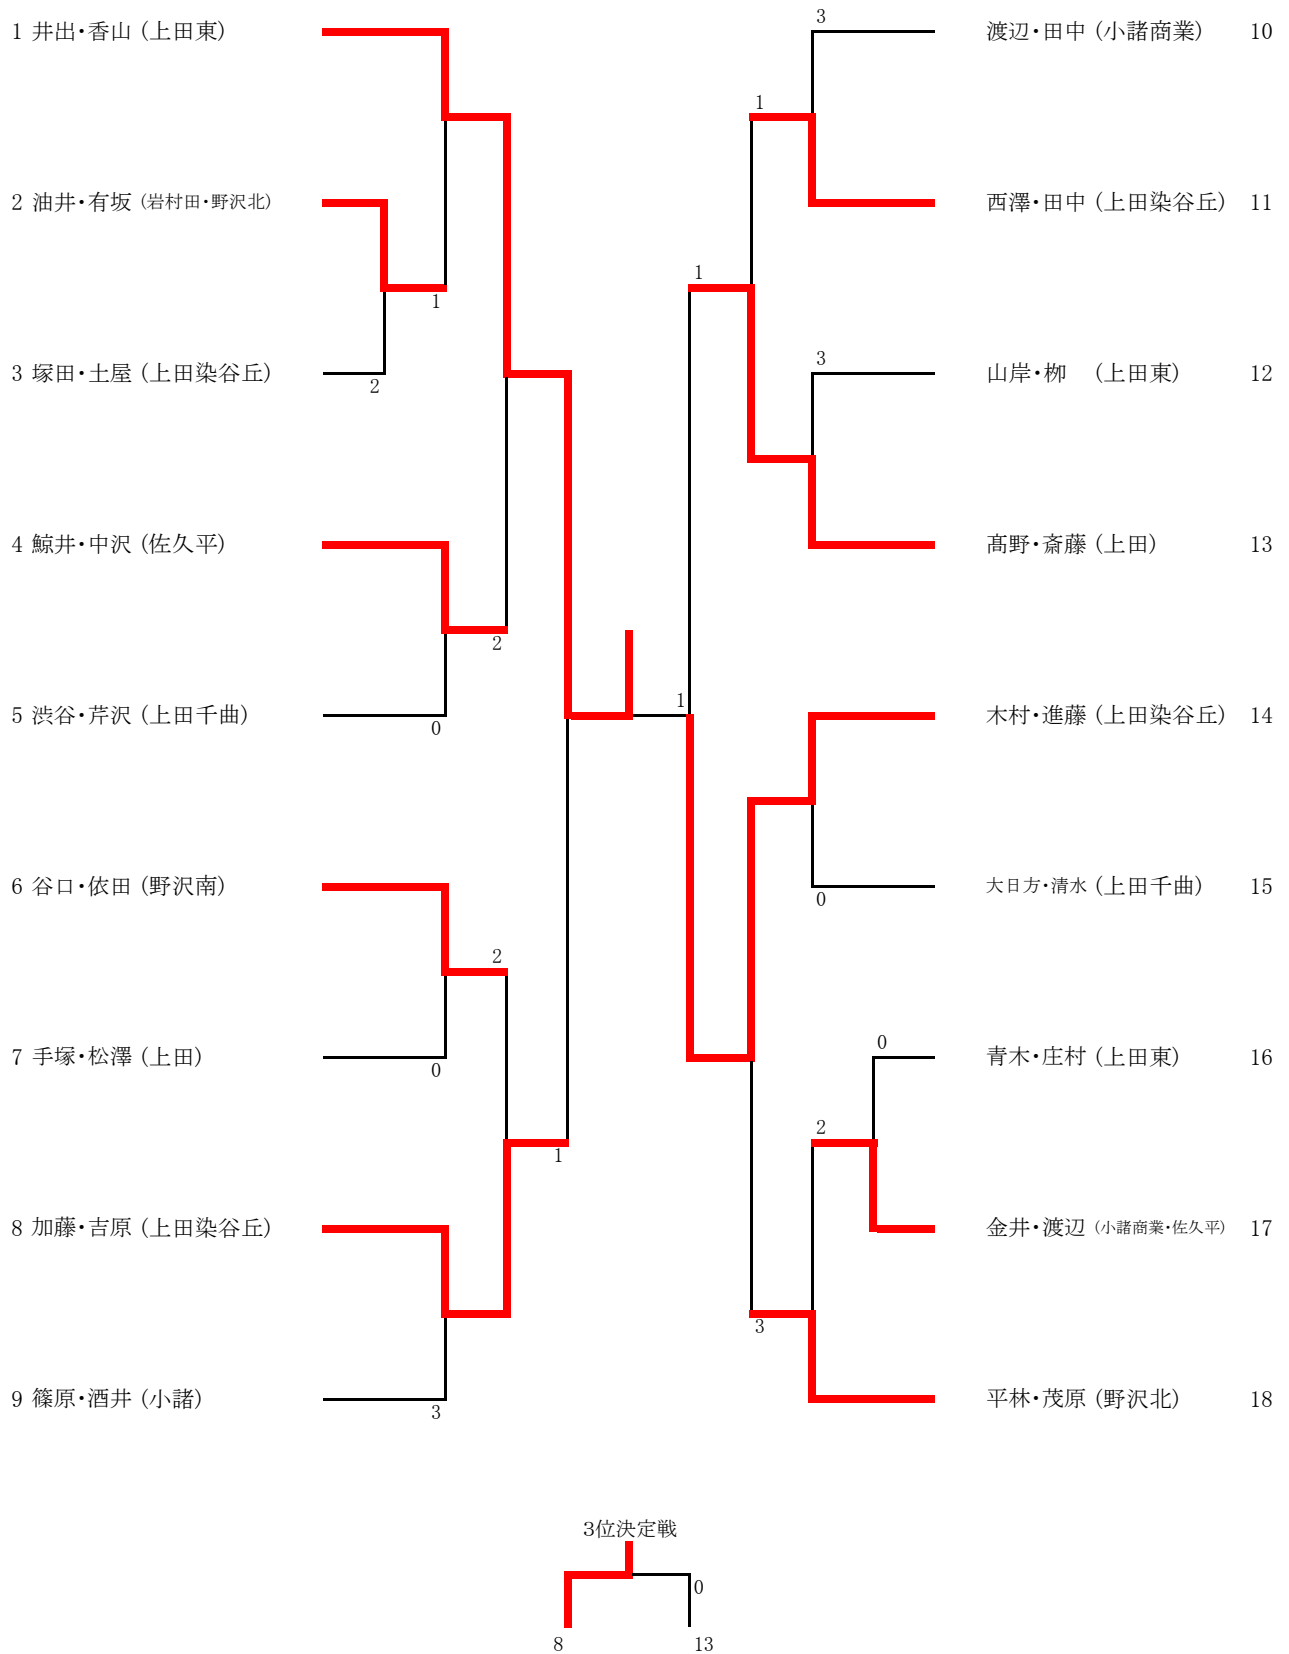 1 井出・香山 (上田東)
2 油井・有坂 (岩村田・野沢北)
1
3 塚田・土屋 (上田染谷丘)
2
4 鯨井・中沢 (佐久平)
2
5 渋谷・芹沢 (上田千曲)
0
6 谷口・依田 (野沢南)
2
7 手塚・松澤 (上田)
0
1
8 加藤・吉原 (上田染谷丘)
9 篠原・酒井 (小諸)
3
3
渡辺・田中 (小諸商業) 10
1
西澤・田中 (上田染谷丘) 11
1
3
山岸・栁 (上田東) 12
髙野・斎藤 (上田) 13
1
木村・進藤 (上田染谷丘) 14
大日方・清水 (上田千曲) 15
0
0
青木・庄村 (上田東) 16
2
金井・渡辺 (小諸商業・佐久平) 17
3
平林・茂原 (野沢北) 18
3位決定戦
0
8 13